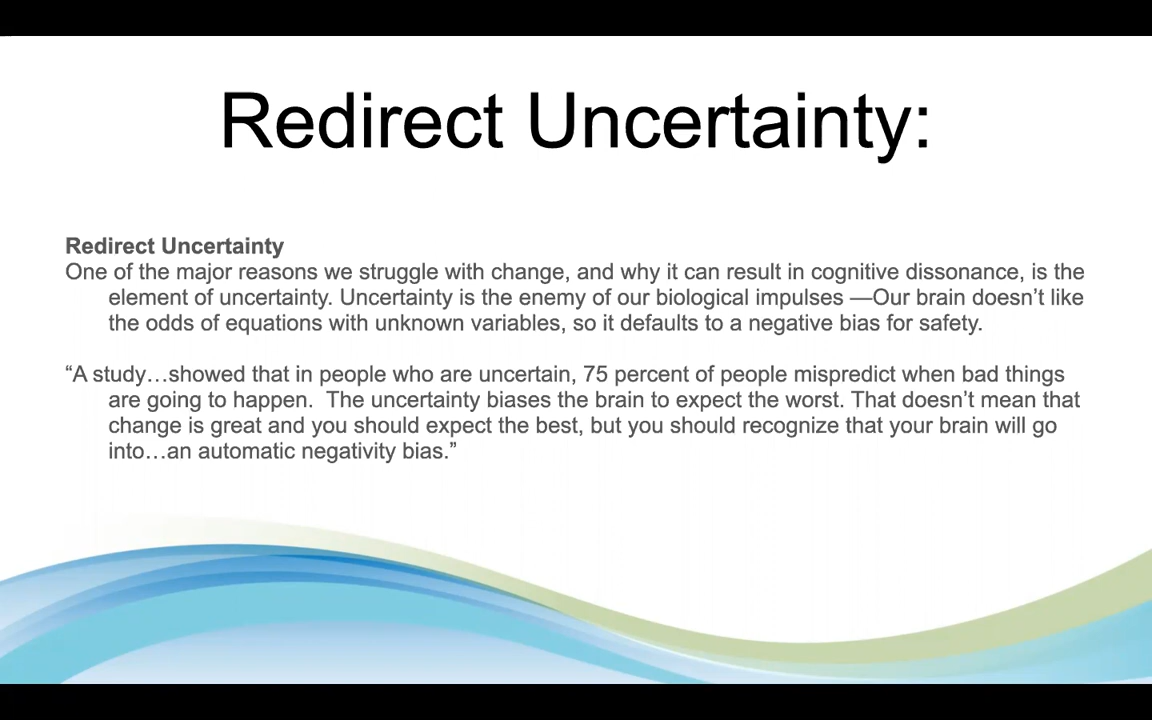 Redirect Uncertainty:
Redirect Uncertainty
One of the major reasons we struggle with change, and why it can result in cognitive dissonance, is the
element of uncertainty. Uncertainty is the enemy of our biological impulses —Our brain doesn’t like
the odds of equations with unknown variables, so it defaults to a negative bias for safety.
“A study…showed that in people who are uncertain, 75 percent of people mispredict when bad things
are going to happen.  The uncertainty biases the brain to expect the worst. That doesn’t mean that
change is great and you should expect the best, but you should recognize that your brain will go
into…an automatic negativity bias.”